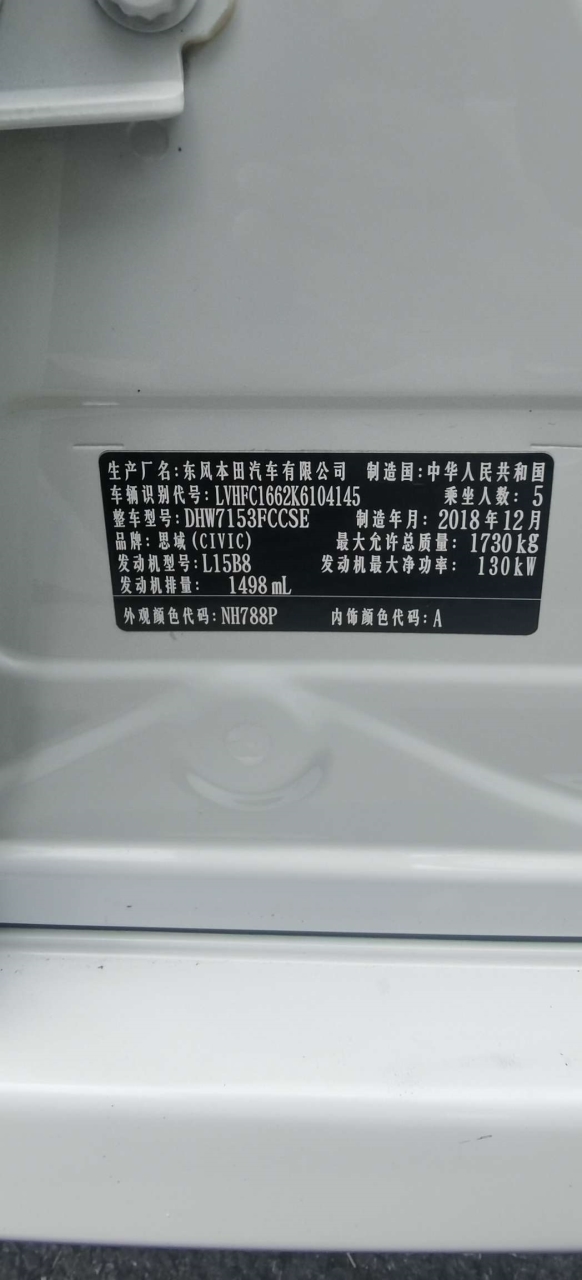 生产厂名:东风本田汽车有限公司 制造国:中华人民共和国
车辆识别代号:LVHFC1662K6104145 乘坐人数:5
整车型号:DHW7153FCCSE 制造年月:2018年12月
品牌:思域(CIVIC) 最大允许总质量:1730kg
发动机型号:L15B8 发动机最大净功率:130kW
发动机排量: 1498mL
外观颜色代码:NH788P 内饰颜色代码:A